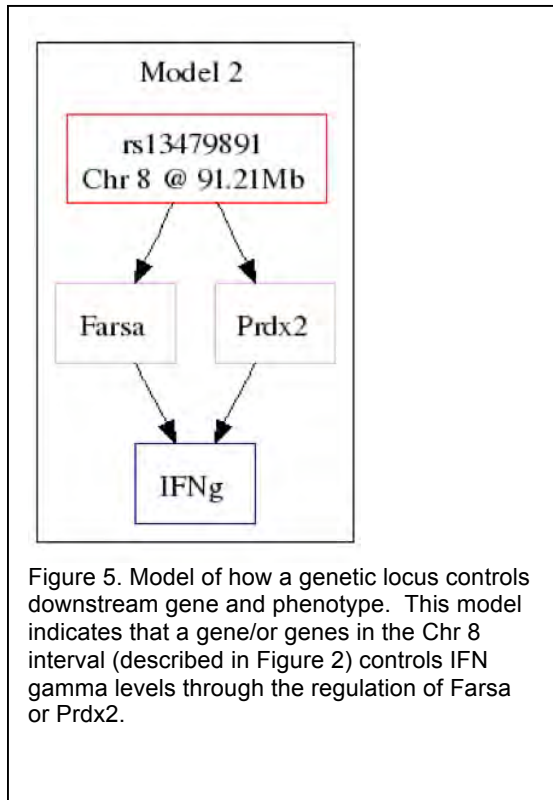 Model 2
rs13479891
Chr 8 @ 91.21Mb
Farsa
Prdx2
IFNg
Figure 5. Model of how a genetic locus controls
downstream gene and phenotype. This model
indicates that a gene/or genes in the Chr 8
interval (described in Figure 2) controls IFN
gamma levels through the regulation of Farsa
or Prdx2.